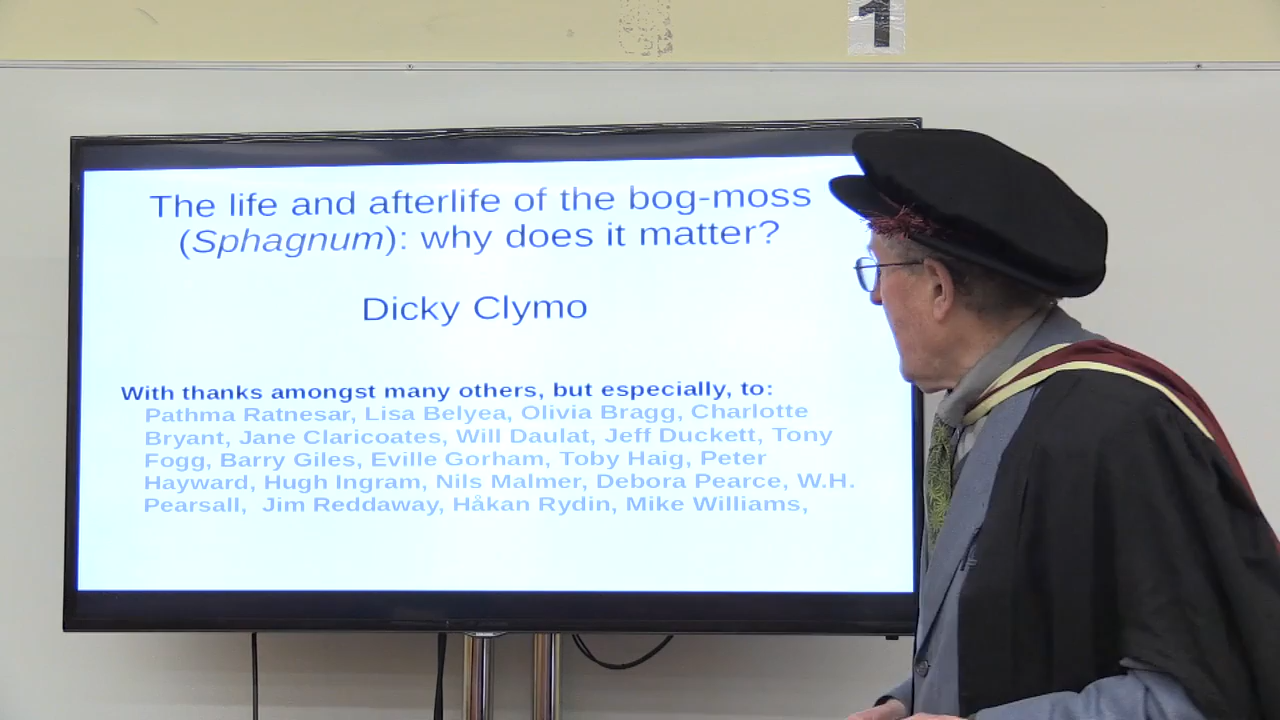 1
The life and afterlife of the bog-moss
(Sphagnum): why does it matter?
Dicky Clymo
With thanks amongst many others, but especially, to:
Pathma Ratnesar, Lisa Belyea, Olivia Bragg, Charlotte
Bryant, Jane Claricoates, Will Daulat, Jeff Duckett, Tony
Fogg, Barry Giles, Eville Gorham, Toby Haig, Peter
Hayward, Hugh Ingram, Nils Malmer, Debora Pearce, W.H.
Pearsall, Jim Reddaway, Håkan Rydin, Mike Williams,